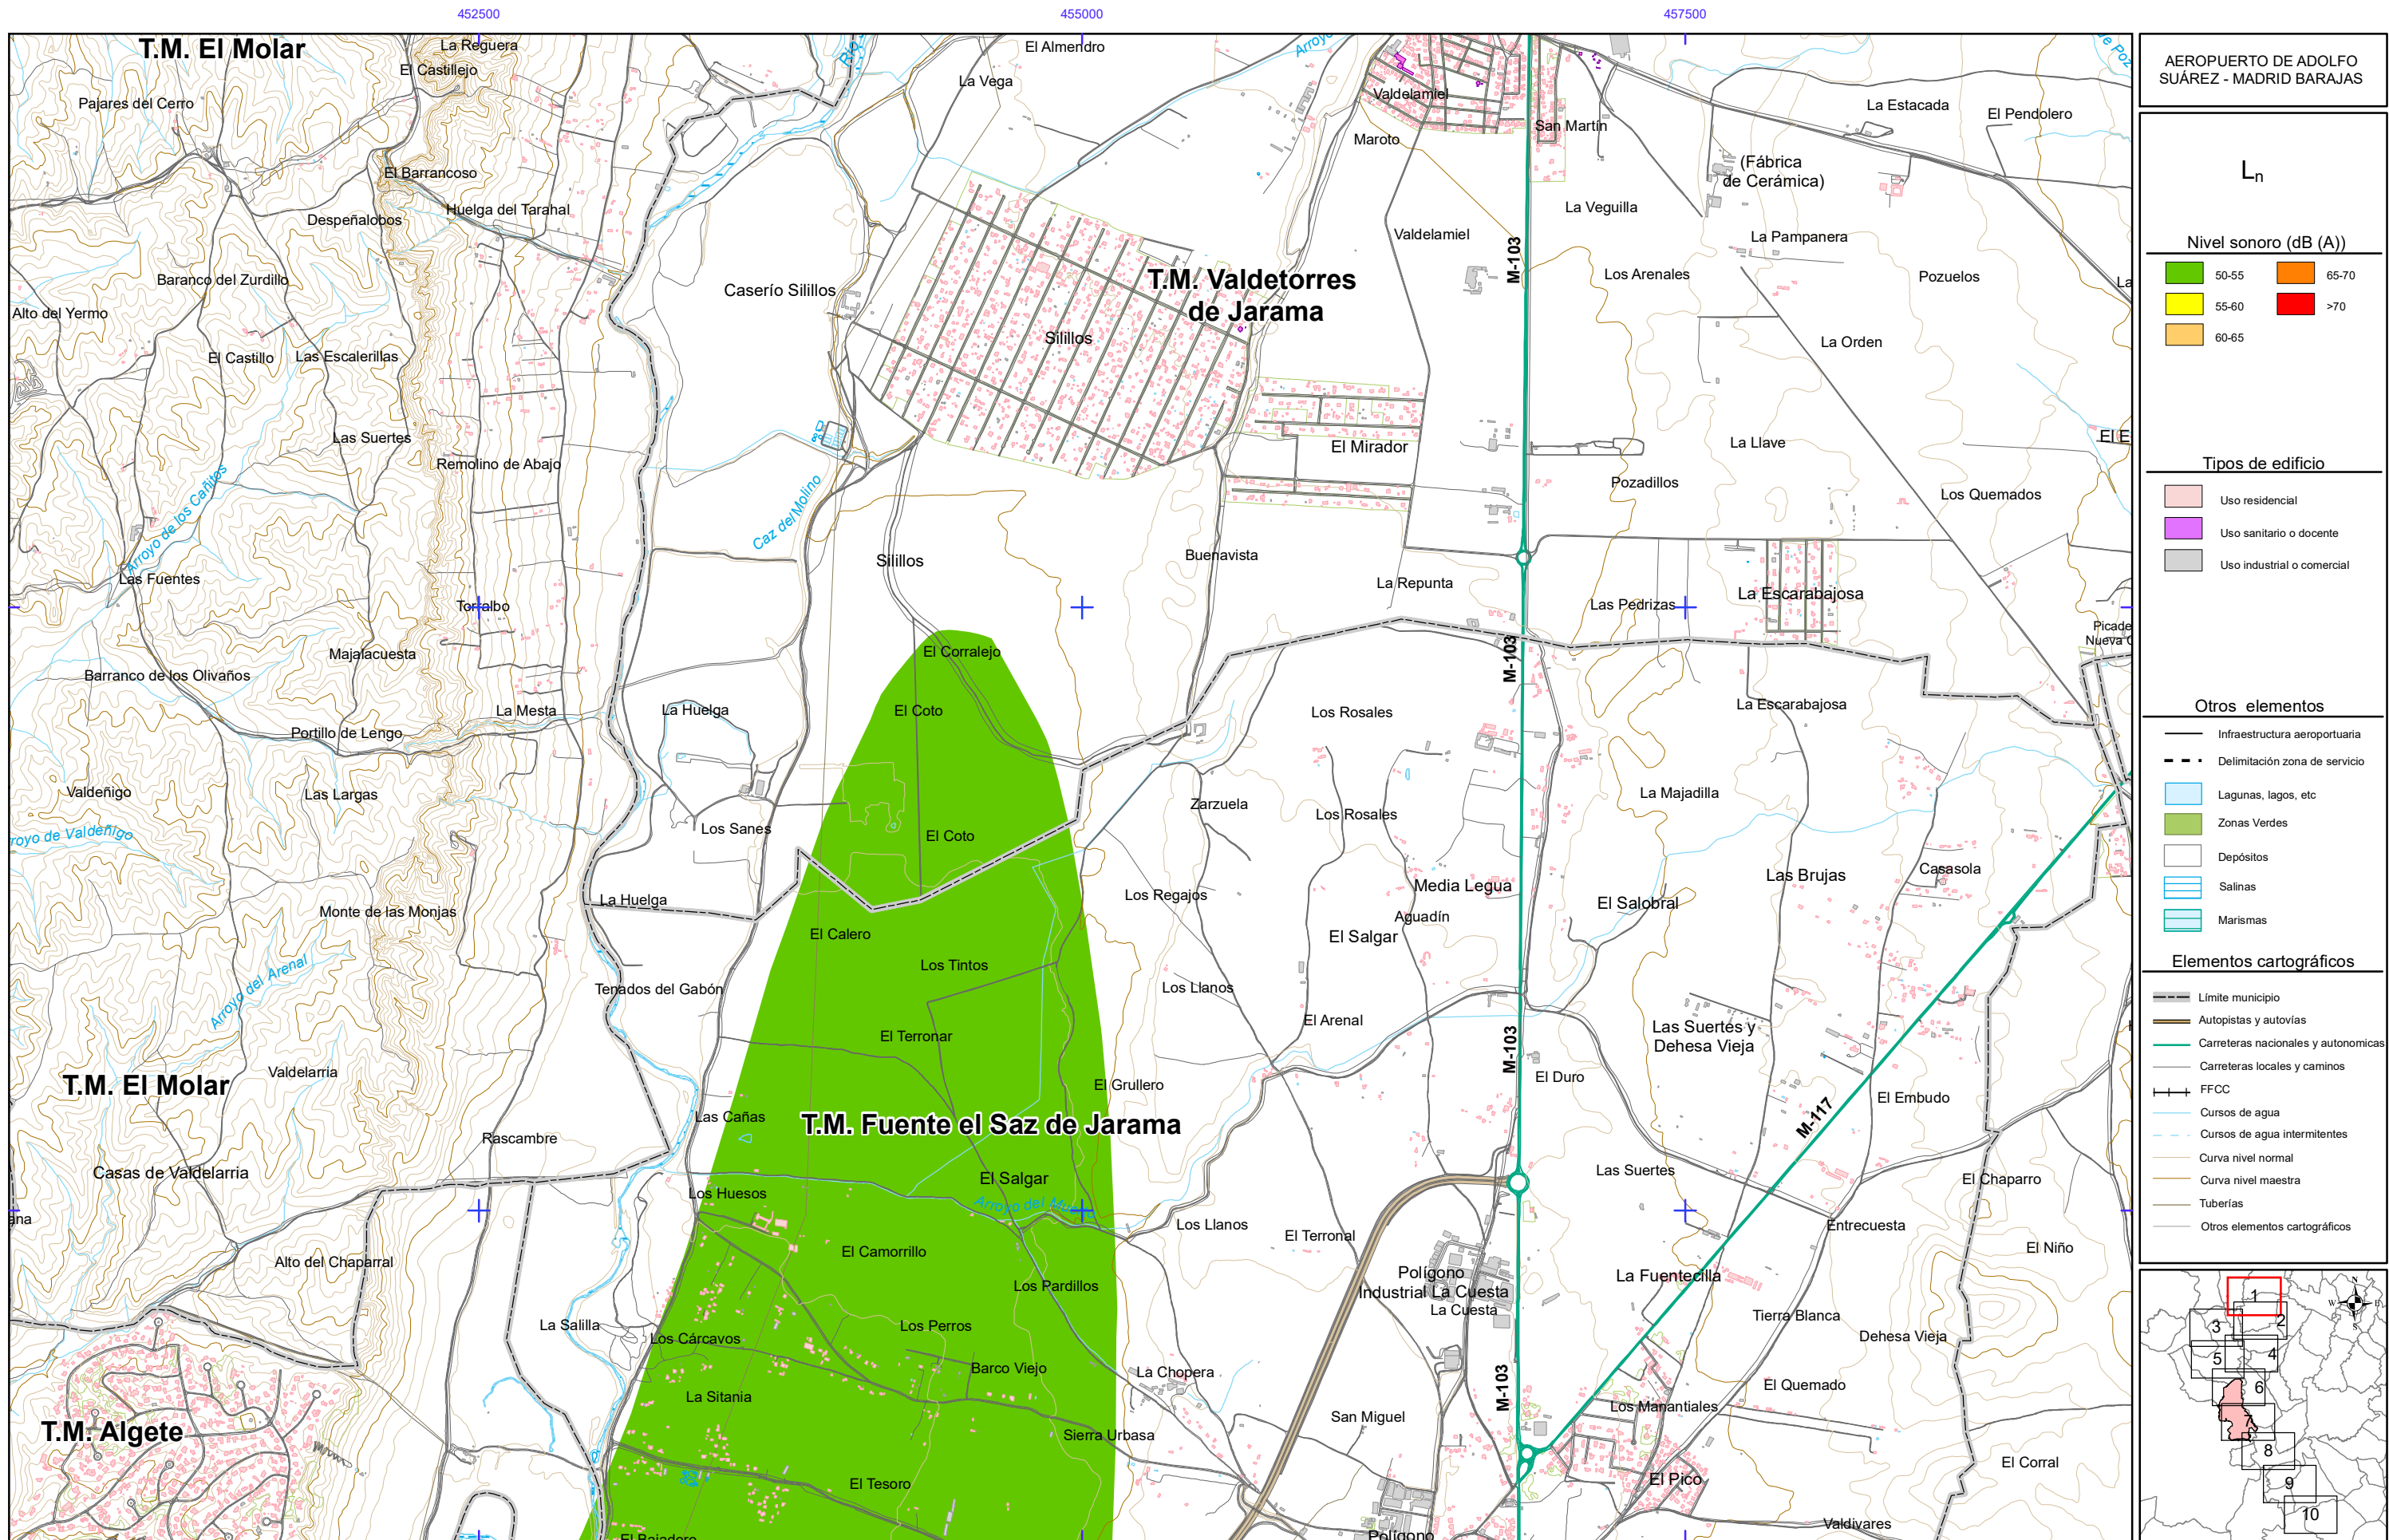 452500
455000
457500
T.M. El Molar
La Reguera
El Castillejo
Pajares del Cerro
El Barrancoso
Despeñalobos
Huelga del Tarahal
Baranco del Zurdillo
Alto del Yermo
El Castillo
Las Escalerillas
Las Suertes
Remolino de Abajo
Arroyo de los Cañitos
Las Fuentes
Torralbo
Majalacuesta
Barranco de los Olivaños
La Mesta
Portillo de Lengo
Valdeñigo
Las Largas
royo de Valdeñigo
Monte de las Monjas
Arroyo del Arenal
Valdelarria
T.M. El Molar
Rascambre
Casas de Valdelarria
ana
Alto del Chaparral
La Salilla
T.M. Algete
Río
El Almendro
La Vega
Arroyo
Valdelamiel
Maroto
San Martín
La Estacada
El Pendolero
(Fábrica
de Cerámica)
La Veguilla
Valdelamiel
La Pampanera
M-103
Los Arenales
Pozuelos
Caserío Silillos
T.M. Valdetorres
de Jarama
Silillos
La Orden
El Mirador
La Llave
Pozadillos
Los Quemados
Caz del Molino
Silillos
Buenavista
La Repunta
Las Pedrizas
La Escarabajosa
Picade
Nueva C
El Corralejo
M-103
La Huelga
El Coto
Los Rosales
La Escarabajosa
Zarzuela
La Majadilla
Los Sanes
El Coto
Los Rosales
La Huelga
Los Regajos
Media Legua
Las Brujas
Casasola
Aguadín
El Salobral
El Calero
El Salgar
Los Tintos
Tenados del Gabón
Los Llanos
El Arenal
M-103
Las Suertes y
Dehesa Vieja
El Terronar
El Grullero
El Duro
El Embudo
Las Cañas
T.M. Fuente el Saz de Jarama
M-117
Los Huesos
El Salgar
Las Suertes
El Chaparro
Los Llanos
El Terronal
Entrecuesta
El Niño
El Camorrillo
Los Pardillos
Polígono
Industrial La Cuesta
La Cuesta
La Fuentecilla
Tierra Blanca
Dehesa Vieja
Los Perros
Los Cárcavos
Barco Viejo
La Chopera
La Sitania
M-103
El Quemado
San Miguel
Los Manantiales
Sierra Urbasa
El Tesoro
El Pico
El Corral
El Bajadero
Polígono
Valdivares
AEROPUERTO DE ADOLFO
SUÁREZ - MADRID BARAJAS
Ln
Nivel sonoro (dB (A))
50-55
65-70
55-60
>70
60-65
Tipos de edificio
Uso residencial
Uso sanitario o docente
Uso industrial o comercial
Otros elementos
Infraestructura aeroportuaria
Delimitación zona de servicio
Lagunas, lagos, etc
Zonas Verdes
Depósitos
Salinas
Marismas
Elementos cartográficos
Límite municipio
Autopistas y autovías
Carreteras nacionales y autonomicas
Carreteras locales y caminos
FFCC
Cursos de agua
Cursos de agua intermitentes
Curva nivel normal
Curva nivel maestra
Tuberías
Otros elementos cartográficos
1
2
3
4
5
6
7
8
9
10
N
W
E
S